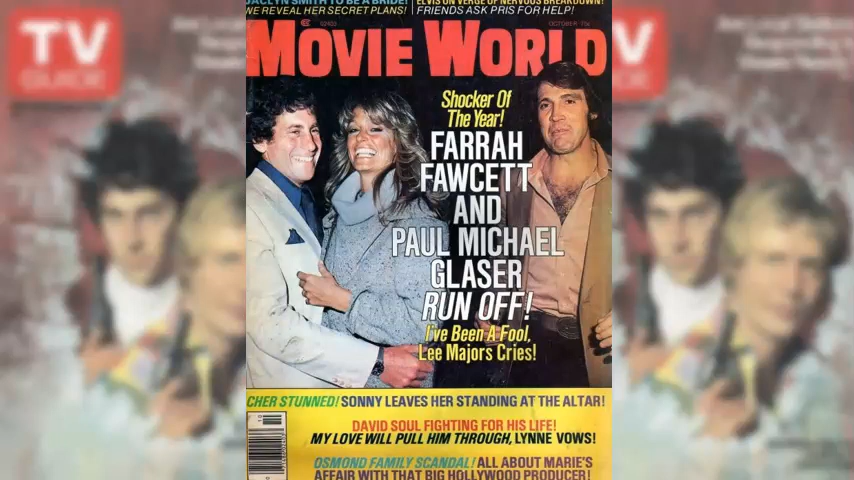 JACLYN SMITH TO BE A BRIDE!
WE REVEAL HER SECRET PLANS!
ELVIS ON VERGE OF NERVOUS BREAKDOWN!
FRIENDS ASK PRIS FOR HELP!
OCTOBER 75¢
MOVIE WORLD
Shocker Of
The Year!
FARRAH
FAWCETT
AND
PAUL MICHAEL
GLASER
RUN OFF!
I've Been A Fool,
Lee Majors Cries!
CHER STUNNED! SONNY LEAVES HER STANDING AT THE ALTAR!
DAVID SOUL FIGHTING FOR HIS LIFE!
MY LOVE WILL PULL HIM THROUGH, LYNNE VOWS!
OSMOND FAMILY SCANDAL! ALL ABOUT MARIE'S
AFFAIR WITH THAT BIG HOLLYWOOD PRODUCER!
TV
GUIDE
TV
GUIDE